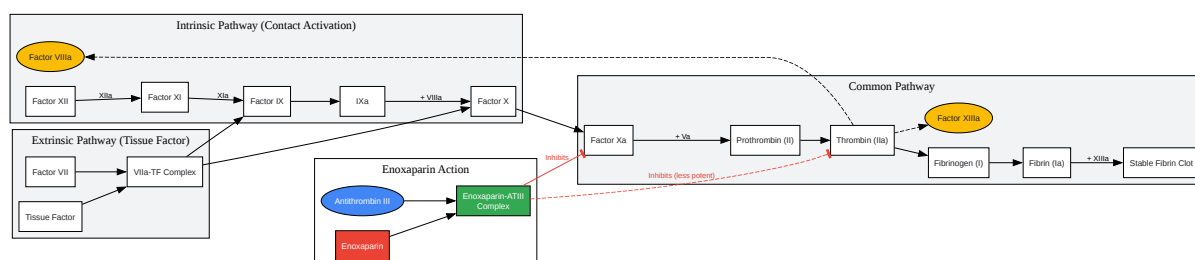 Intrinsic Pathway (Contact Activation)
Factor VIIIa
Factor XII
XIIa
Factor XI
XIa
Factor IX
IXa
+ VIIIa
Factor X
Extrinsic Pathway (Tissue Factor)
Factor VII
VIIa-TF Complex
Tissue Factor
Enoxaparin Action
Antithrombin III
Enoxaparin-ATIII
Complex
Enoxaparin
Inhibits
Inhibits (less potent)
Common Pathway
Factor Xa
+ Va
Prothrombin (II)
Thrombin (IIa)
Factor XIIIa
Fibrinogen (I)
Fibrin (Ia)
+ XIIIa
Stable Fibrin Clot